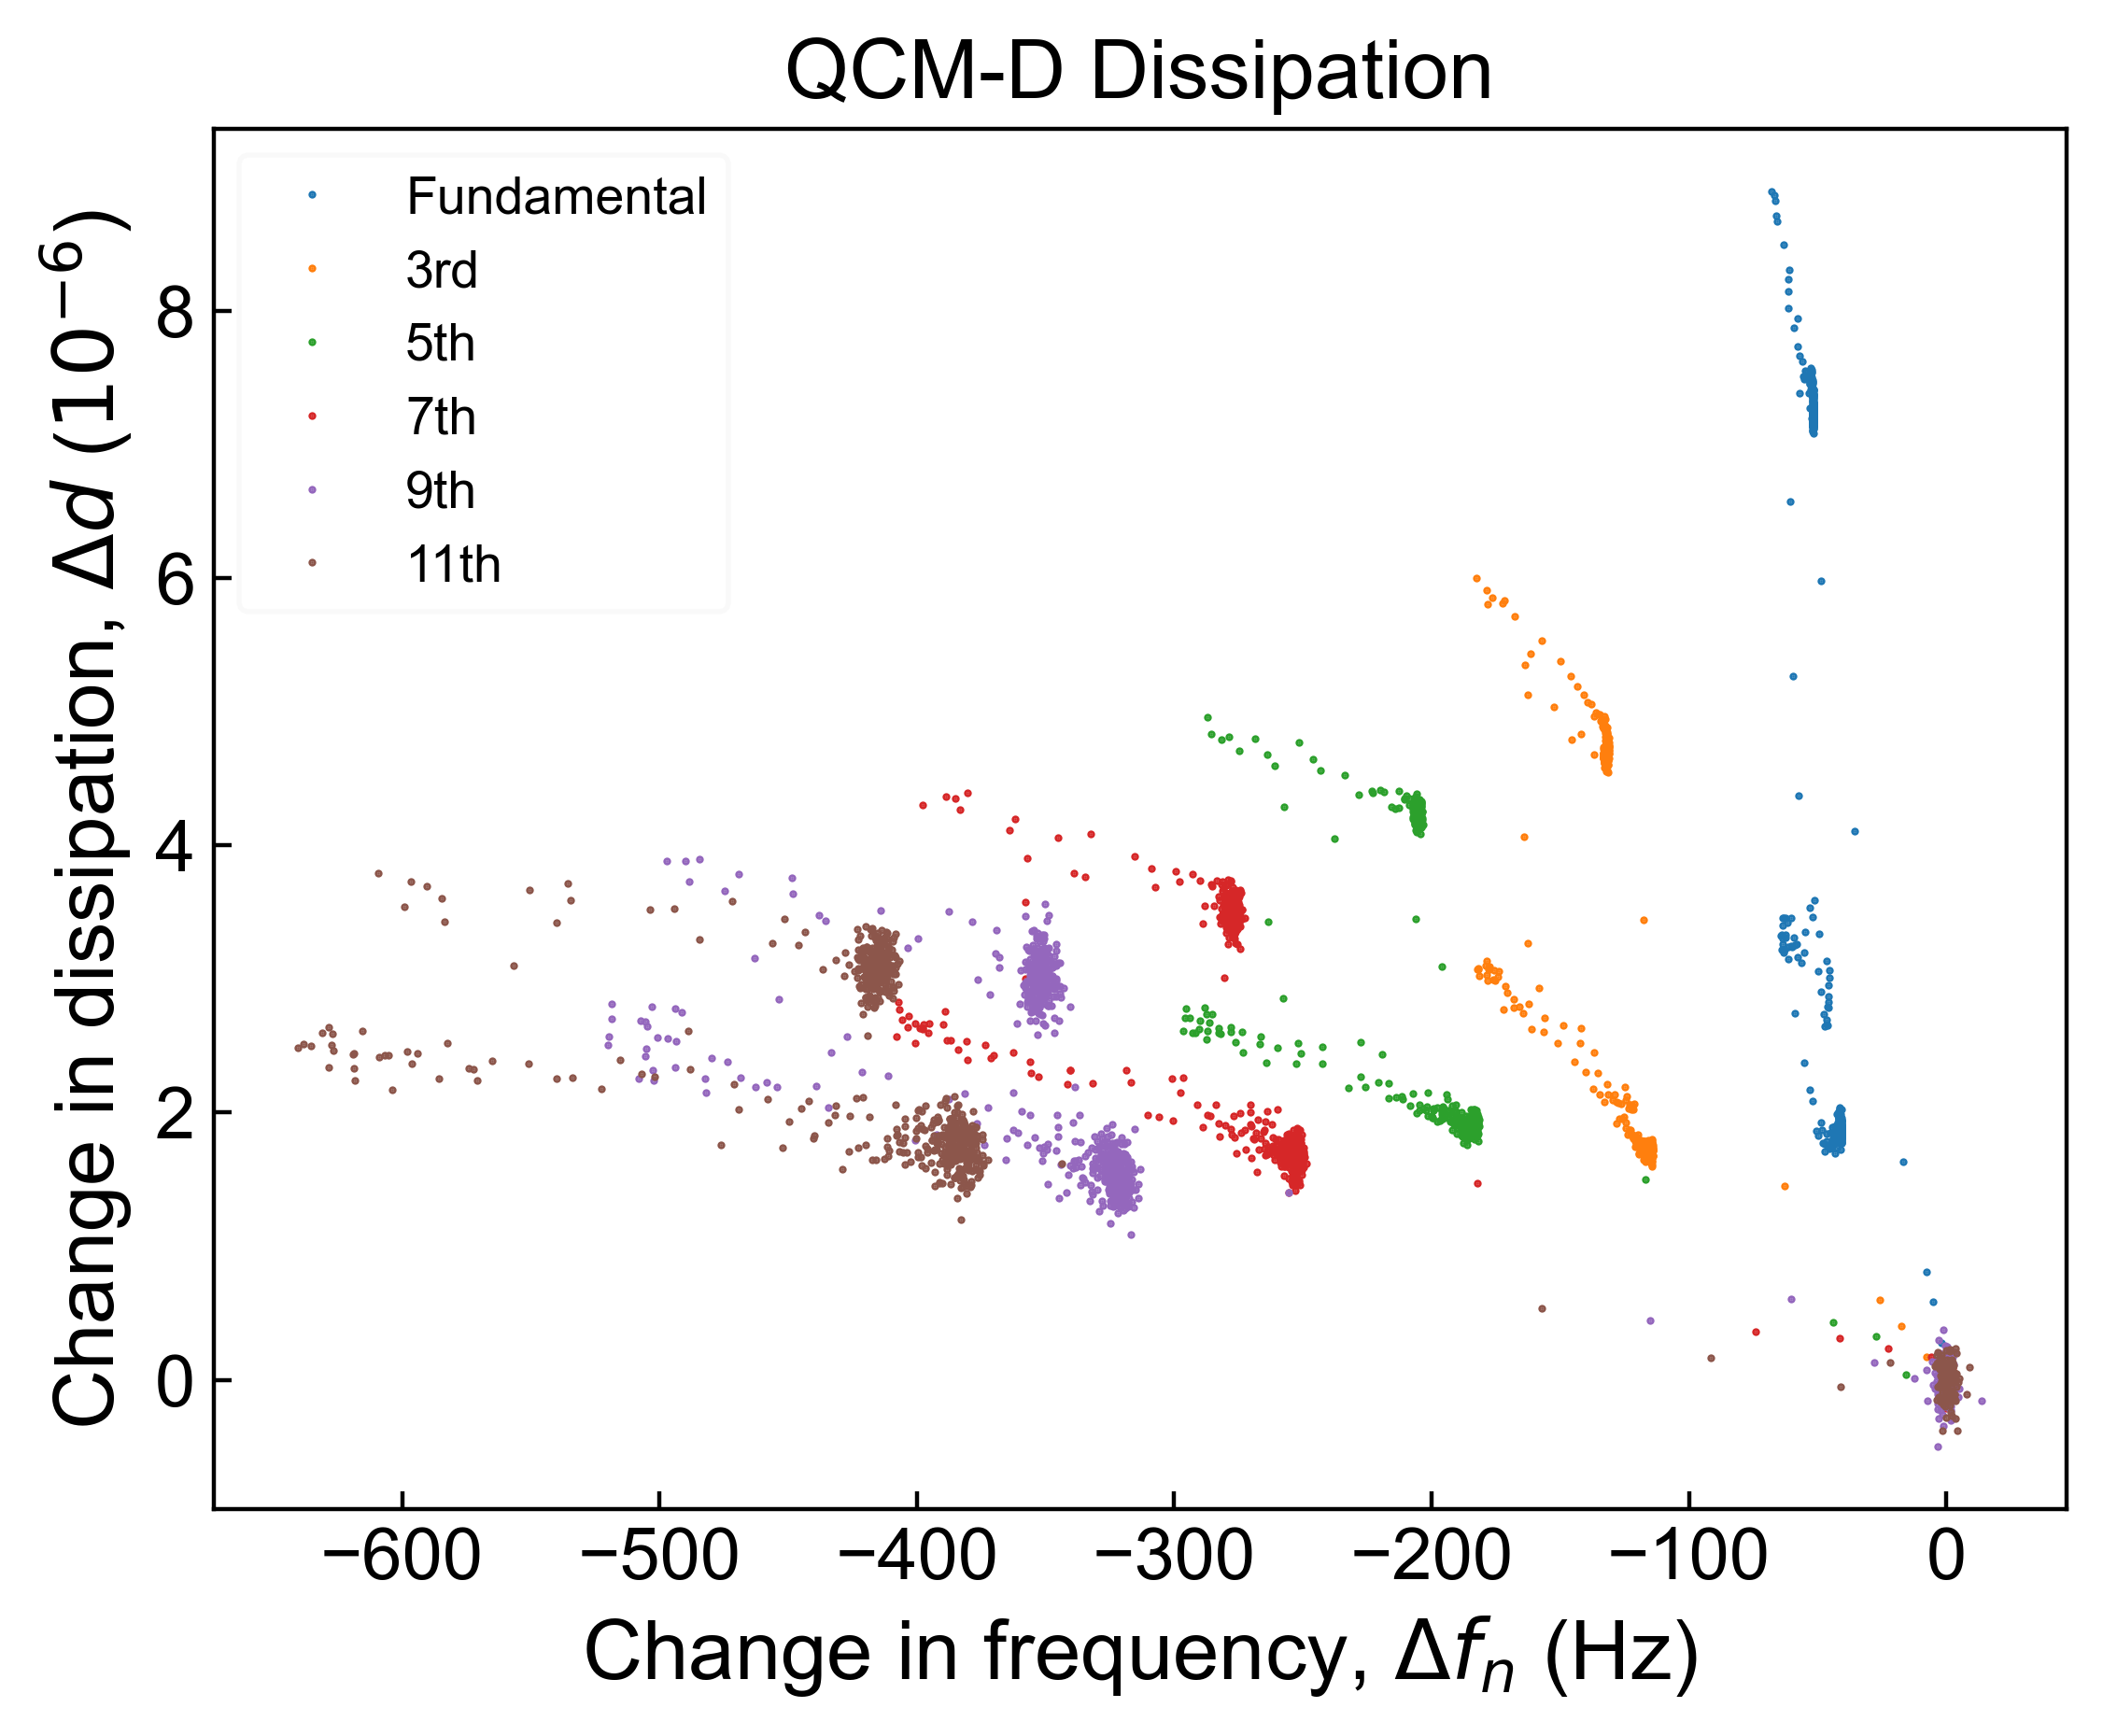 QCM-D Dissipation
Change in dissipation, Δd (10⁻⁶)
8
6
4
2
0
Fundamental
3rd
5th
7th
9th
11th
−600 −500 −400 −300 −200 −100 0
Change in frequency, Δfₙ (Hz)